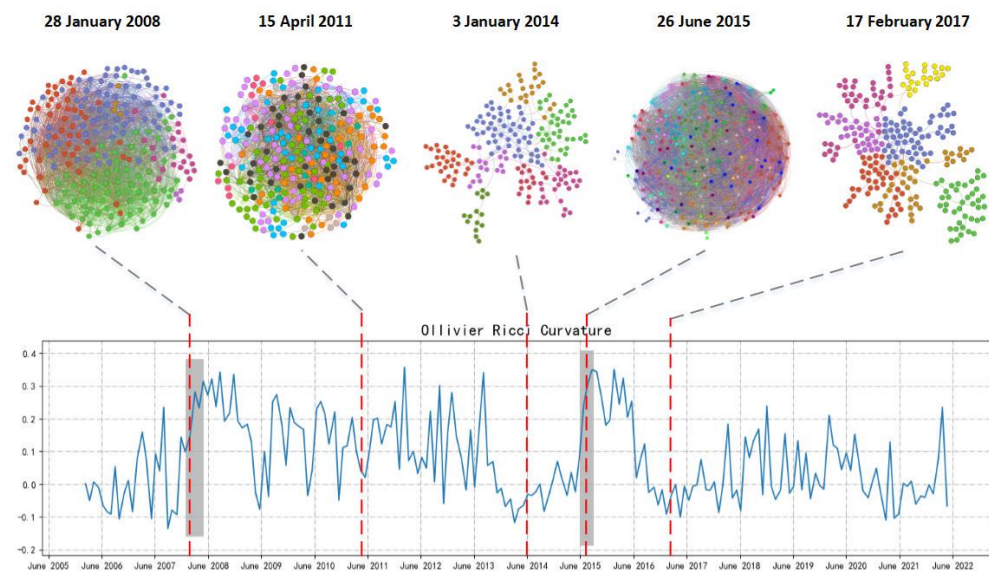 28 January 2008 15 April 2011 3 January 2014 26 June 2015 17 February 2017
Ollivier Ricci Curvature
0.4
0.3
0.2
0.1
0.0
-0.1
-0.2
June 2005 June 2006 June 2007 June 2008 June 2009 June 2010 June 2011 June 2012 June 2013 June 2014 June 2015 June 2016 June 2017 June 2018 June 2019 June 2020 June 2021 June 2022